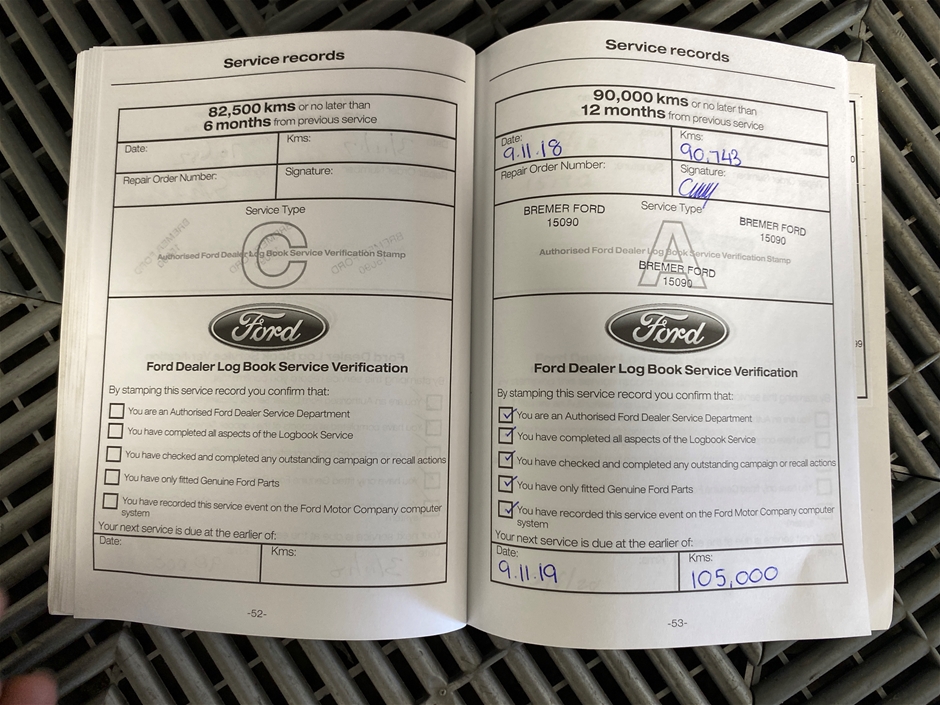 Service records
82,500 kms or no later than
6 months from previous service
Date:
Kms:
Repair Order Number:
Signature:
Service Type
C
Authorised Ford Dealer Log Book Service Verification Stamp
Ford
Ford Dealer Log Book Service Verification
By stamping this service record you confirm that:
You are an Authorised Ford Dealer Service Department
You have completed all aspects of the Logbook Service
You have checked and completed any outstanding campaign or recall actions
You have only fitted Genuine Ford Parts
You have recorded this service event on the Ford Motor Company computer
system
Your next service is due at the earlier of:
Date:
Kms:
-52-
Service records
90,000 kms or no later than
12 months from previous service
Date:
9.11.18
Kms:
90,743
Repair Order Number:
Signature:
Service Type
BREMER FORD
15090
BREMER FORD
15090
A
Authorised Ford Dealer Log Book Service Verification Stamp
BREMER FORD
15090
Ford
Ford Dealer Log Book Service Verification
By stamping this service record you confirm that:
You are an Authorised Ford Dealer Service Department
You have completed all aspects of the Logbook Service
You have checked and completed any outstanding campaign or recall actions
You have only fitted Genuine Ford Parts
You have recorded this service event on the Ford Motor Company computer
system
Your next service is due at the earlier of:
Date:
9.11.19
Kms:
105,000
-53-